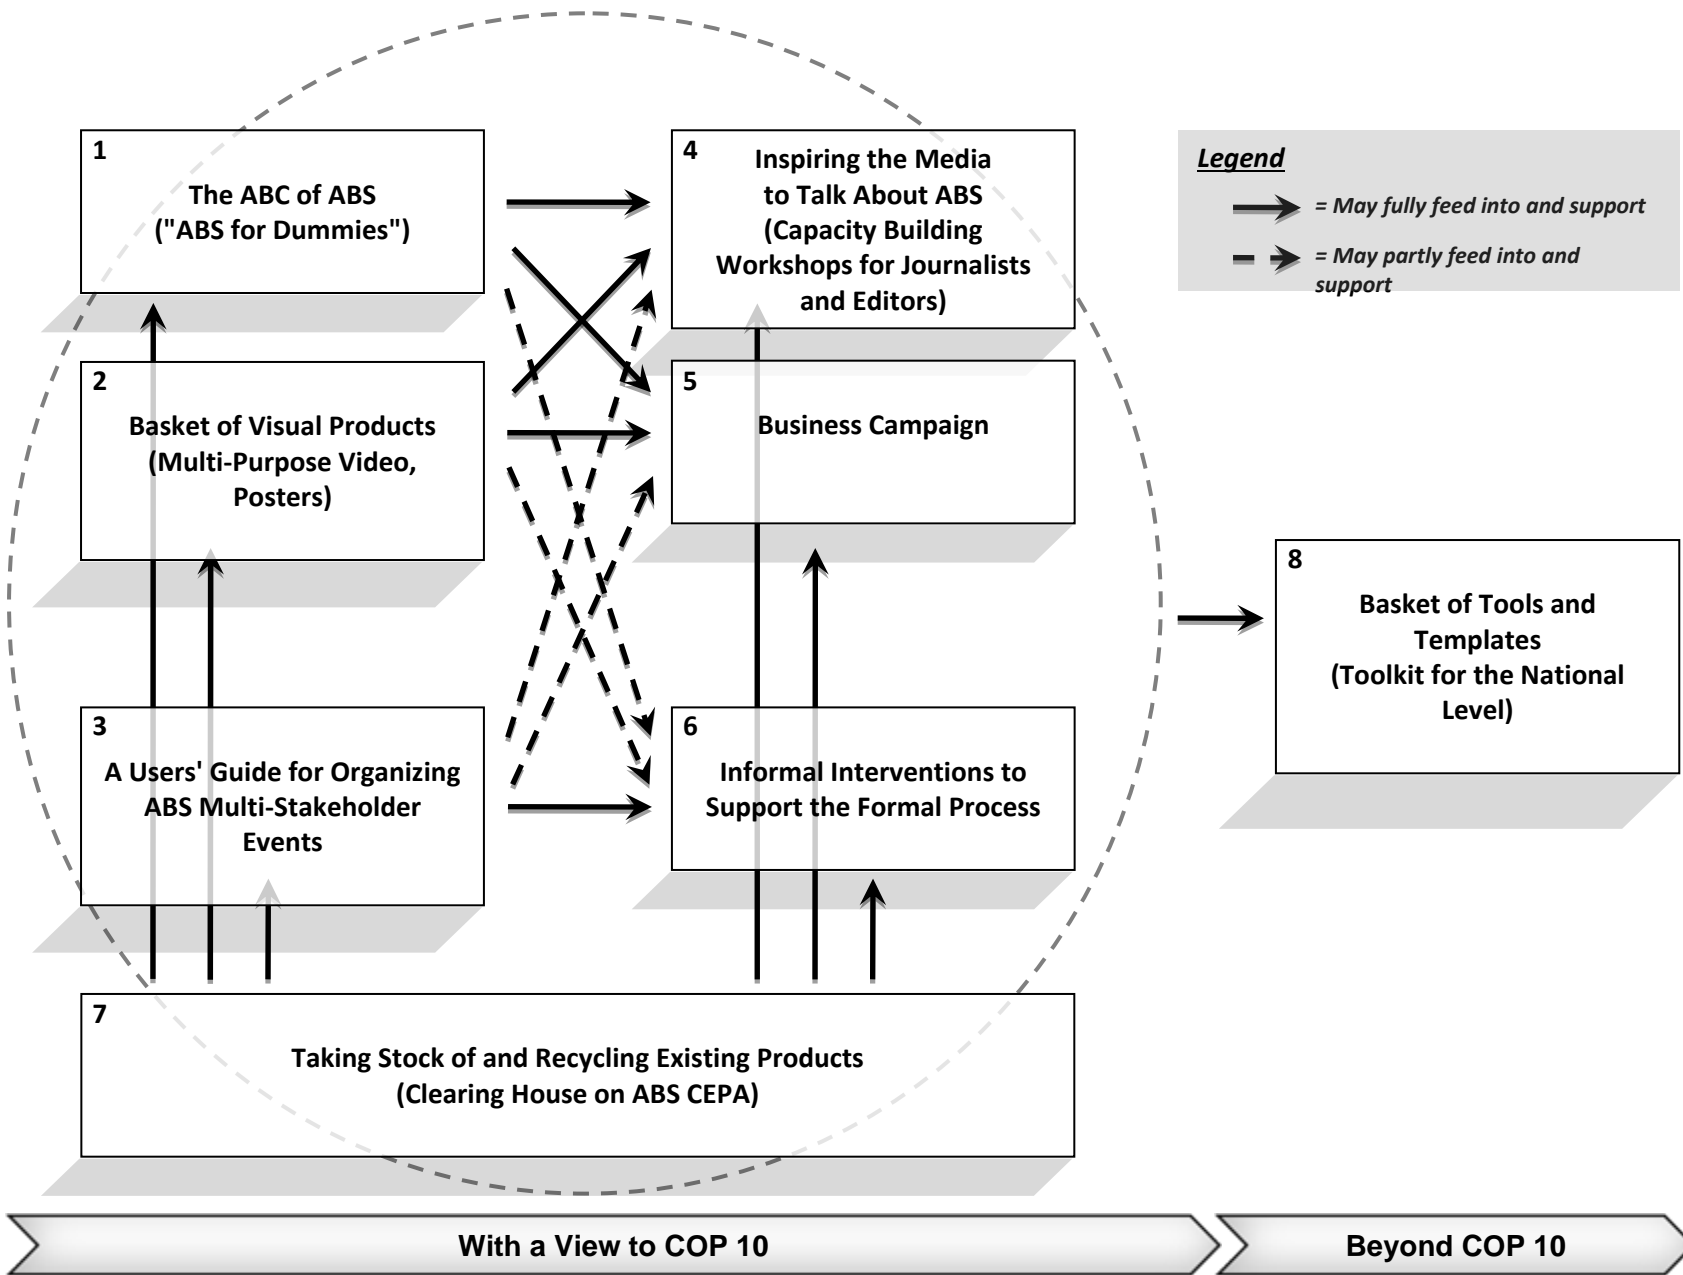 1
The ABC of ABS
("ABS for Dummies")
2
Basket of Visual Products
(Multi-Purpose Video,
Posters)
3
A Users' Guide for Organizing
ABS Multi-Stakeholder
Events
4
Inspiring the Media
to Talk About ABS
(Capacity Building
Workshops for Journalists
and Editors)
5
Business Campaign
6
Informal Interventions to
Support the Formal Process
7
Taking Stock of and Recycling Existing Products
(Clearing House on ABS CEPA)
Legend
= May fully feed into and support
= May partly feed into and
support
8
Basket of Tools and
Templates
(Toolkit for the National
Level)
With a View to COP 10
Beyond COP 10